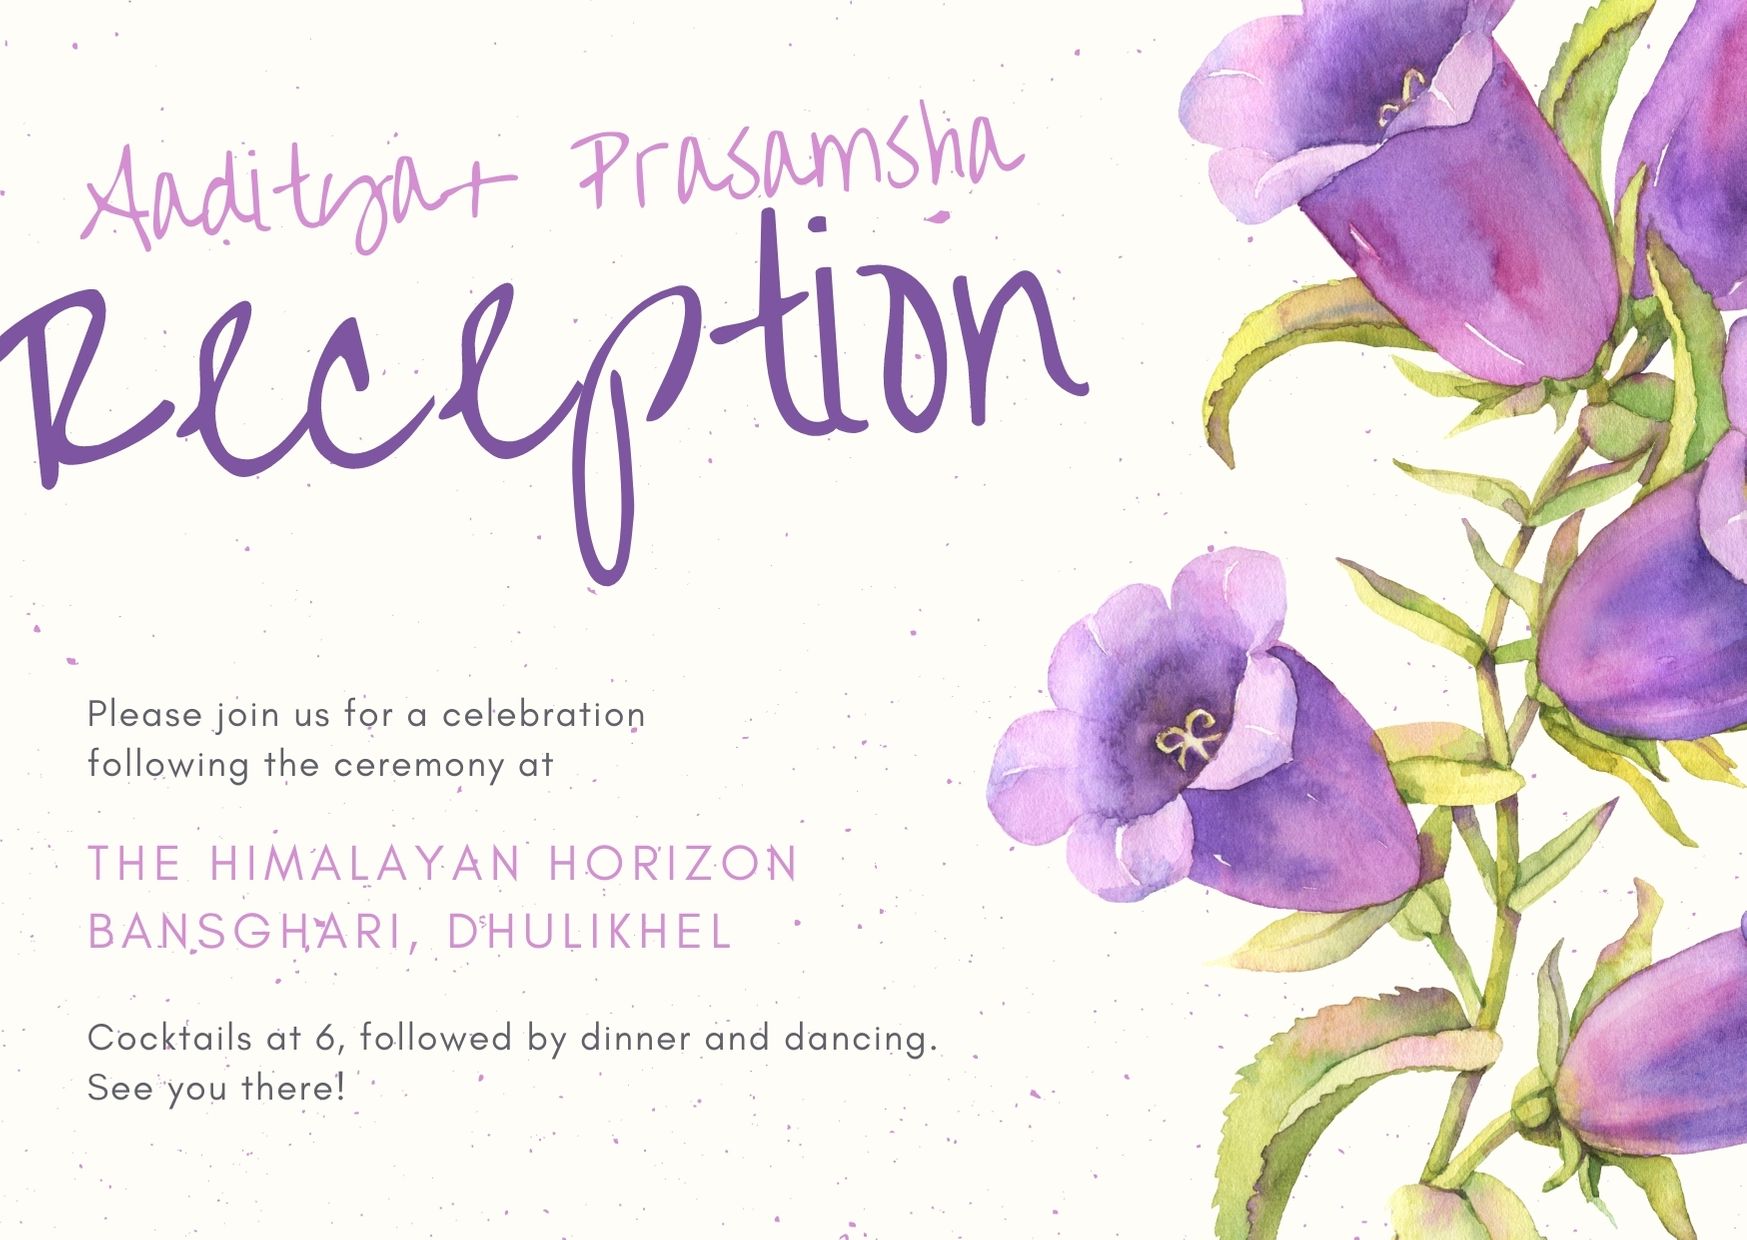 Aaditya+ Prasamsha
Reception
Please join us for a celebration
following the ceremony at
THE HIMALAYAN HORIZON
BANSGHARI, DHULIKHEL
Cocktails at 6, followed by dinner and dancing.
See you there!